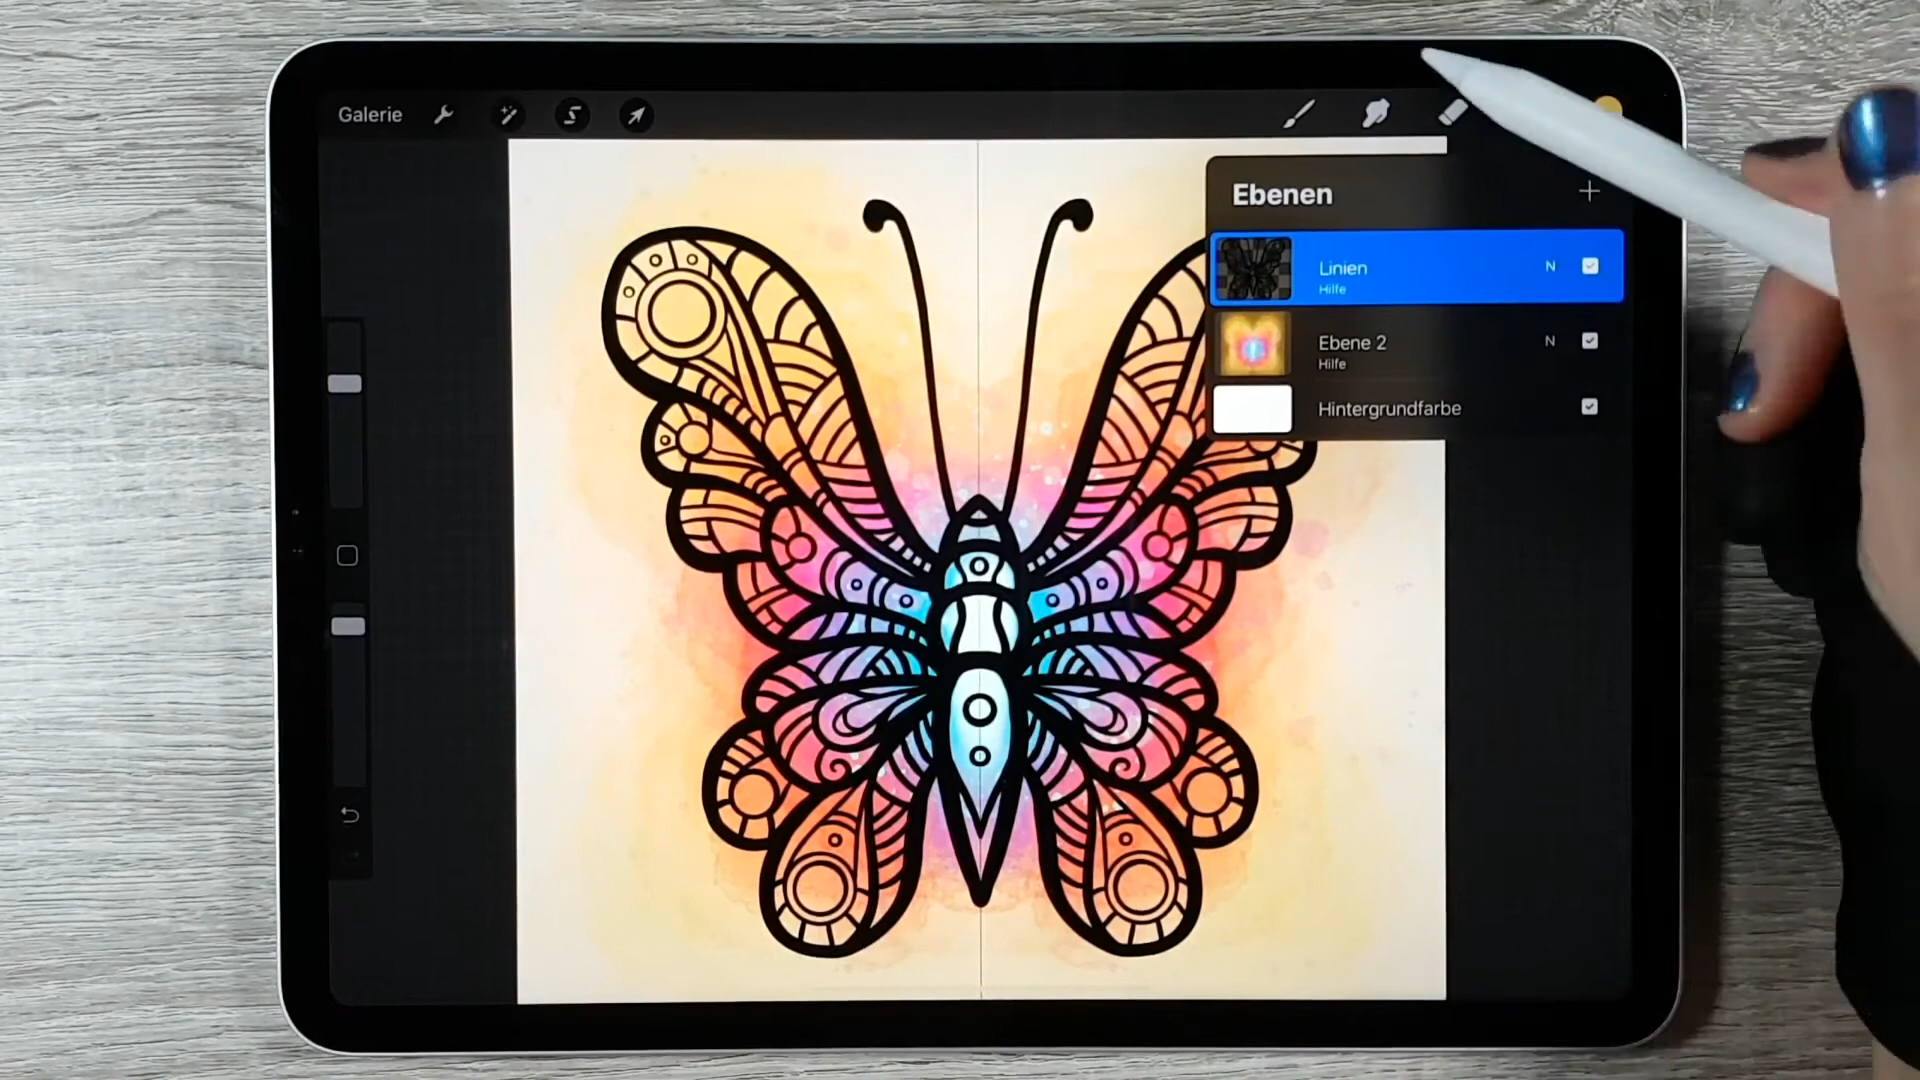 Galerie
Ebenen
Linien
N
Hilfe
Ebene 2
N
Hilfe
Hintergrundfarbe